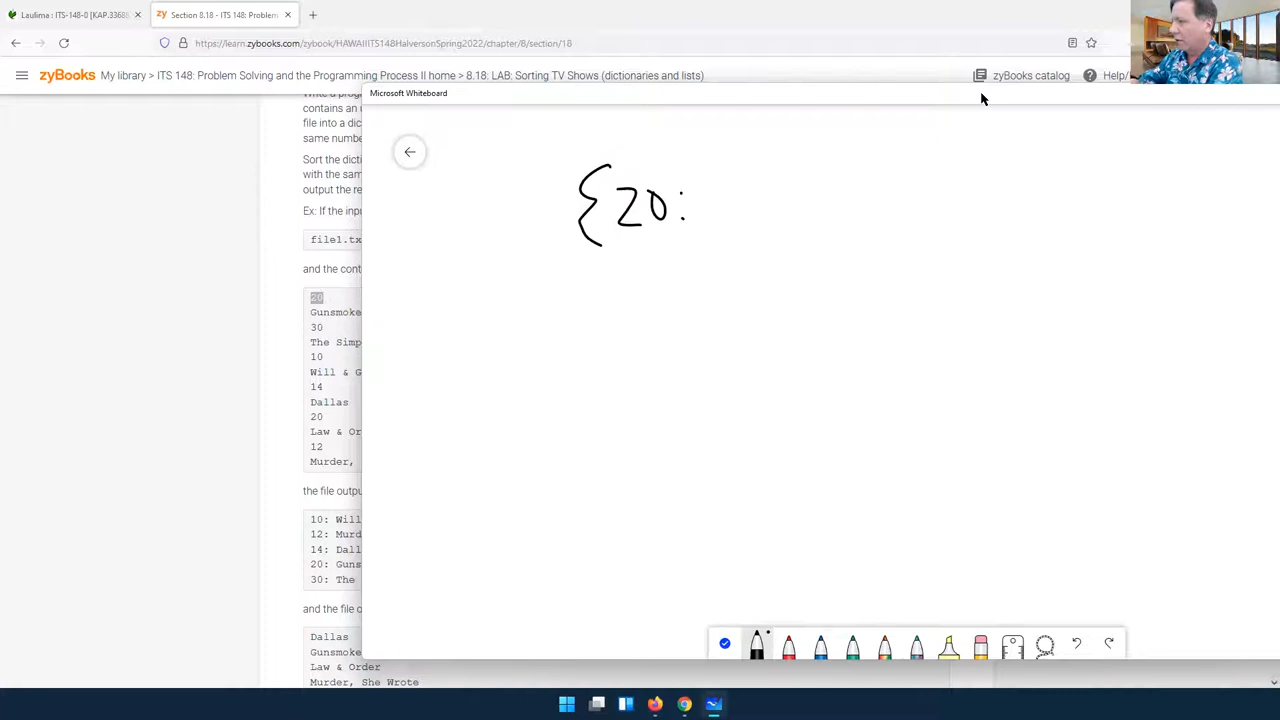 Laulima : ITS-148-0 [KAP.33688
Section 8.18 - ITS 148: Problem
https://learn.zybooks.com/zybook/HAWAIIITS148HalversonSpring2022/chapter/8/section/18
zyBooks My library > ITS 148: Problem Solving and the Programming Process II home > 8.18: LAB: Sorting TV Shows (dictionaries and lists)
zyBooks catalog
Help/
Microsoft Whiteboard
contains an
file into a dic
same numbe
Sort the dicti
with the sam
output the re
Ex: If the inpu
file1.tx
and the cont
20
Gunsmoke
30
The Simp
10
Will & G
14
Dallas
20
Law & Or
12
Murder,
the file outpu
10: Will
12: Murd
14: Dall
20: Guns
30: The
and the file o
Dallas
Gunsmoke
Law & Order
Murder, She Wrote
{20: